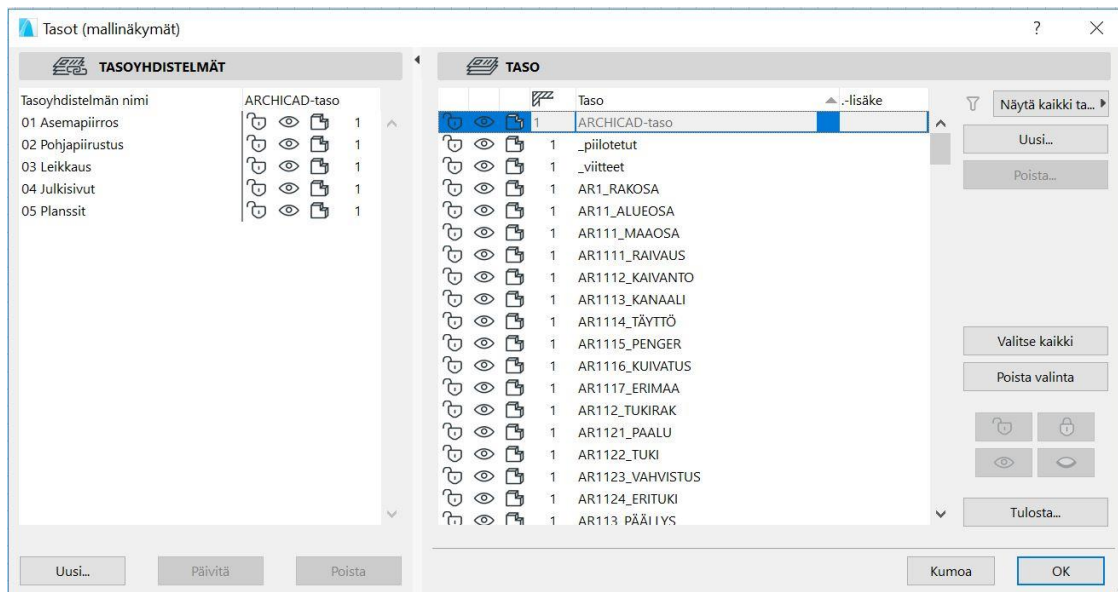 Tasot (mallinäkymät)
?
TASOYHDISTELMÄT
Tasoyhdistelmän nimi ARCHICAD-taso
01 Asemapiirros 1
02 Pohjapiirustus 1
03 Leikkaus 1
04 Julkisivut 1
05 Planssit 1
Uusi...
Päivitä
Poista
TASO
Taso .-lisäke
1 ARCHICAD-taso
1 _piilotetut
1 _viitteet
1 AR1_RAKOSA
1 AR11_ALUEOSA
1 AR111_MAAOSA
1 AR1111_RAIVAUS
1 AR1112_KAIVANTO
1 AR1113_KANAALI
1 AR1114_TÄYTTÖ
1 AR1115_PENGER
1 AR1116_KUIVATUS
1 AR1117_ERIMAA
1 AR112_TUKIRAK
1 AR1121_PAALU
1 AR1122_TUKI
1 AR1123_VAHVISTUS
1 AR1124_ERITUKI
1 AR113_PÄÄLLYS
Näytä kaikki ta...
Uusi...
Poista...
Valitse kaikki
Poista valinta
Tulosta...
Kumoa
OK